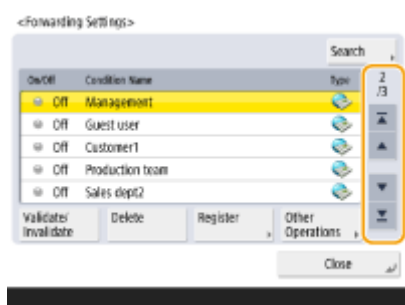 <Forwarding Settings>
Search
On/Off Condition Name Type
2
/3
Off Management
Off Guest user
Off Customer1
Off Production team
Off Sales dept2
Validate/
Invalidate
Delete
Register
Other
Operations
Close